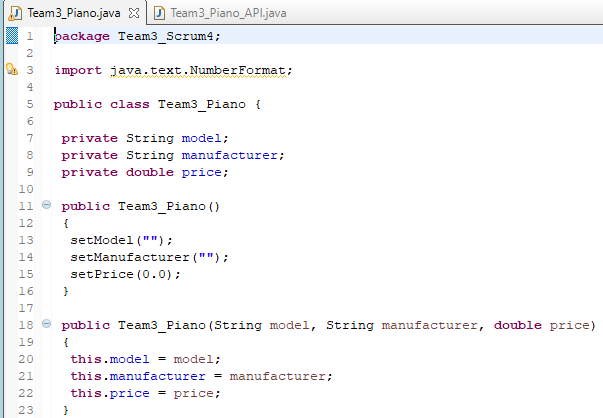 Team3_Piano.java Team3_Piano_API.java
1 package Team3_Scrum4;
2
3 import java.text.NumberFormat;
4
5 public class Team3_Piano {
6
7 private String model;
8 private String manufacturer;
9 private double price;
10
11 public Team3_Piano()
12 {
13 setModel("");
14 setManufacturer("");
15 setPrice(0.0);
16 }
17
18 public Team3_Piano(String model, String manufacturer, double price)
19 {
20 this.model = model;
21 this.manufacturer = manufacturer;
22 this.price = price;
23 }